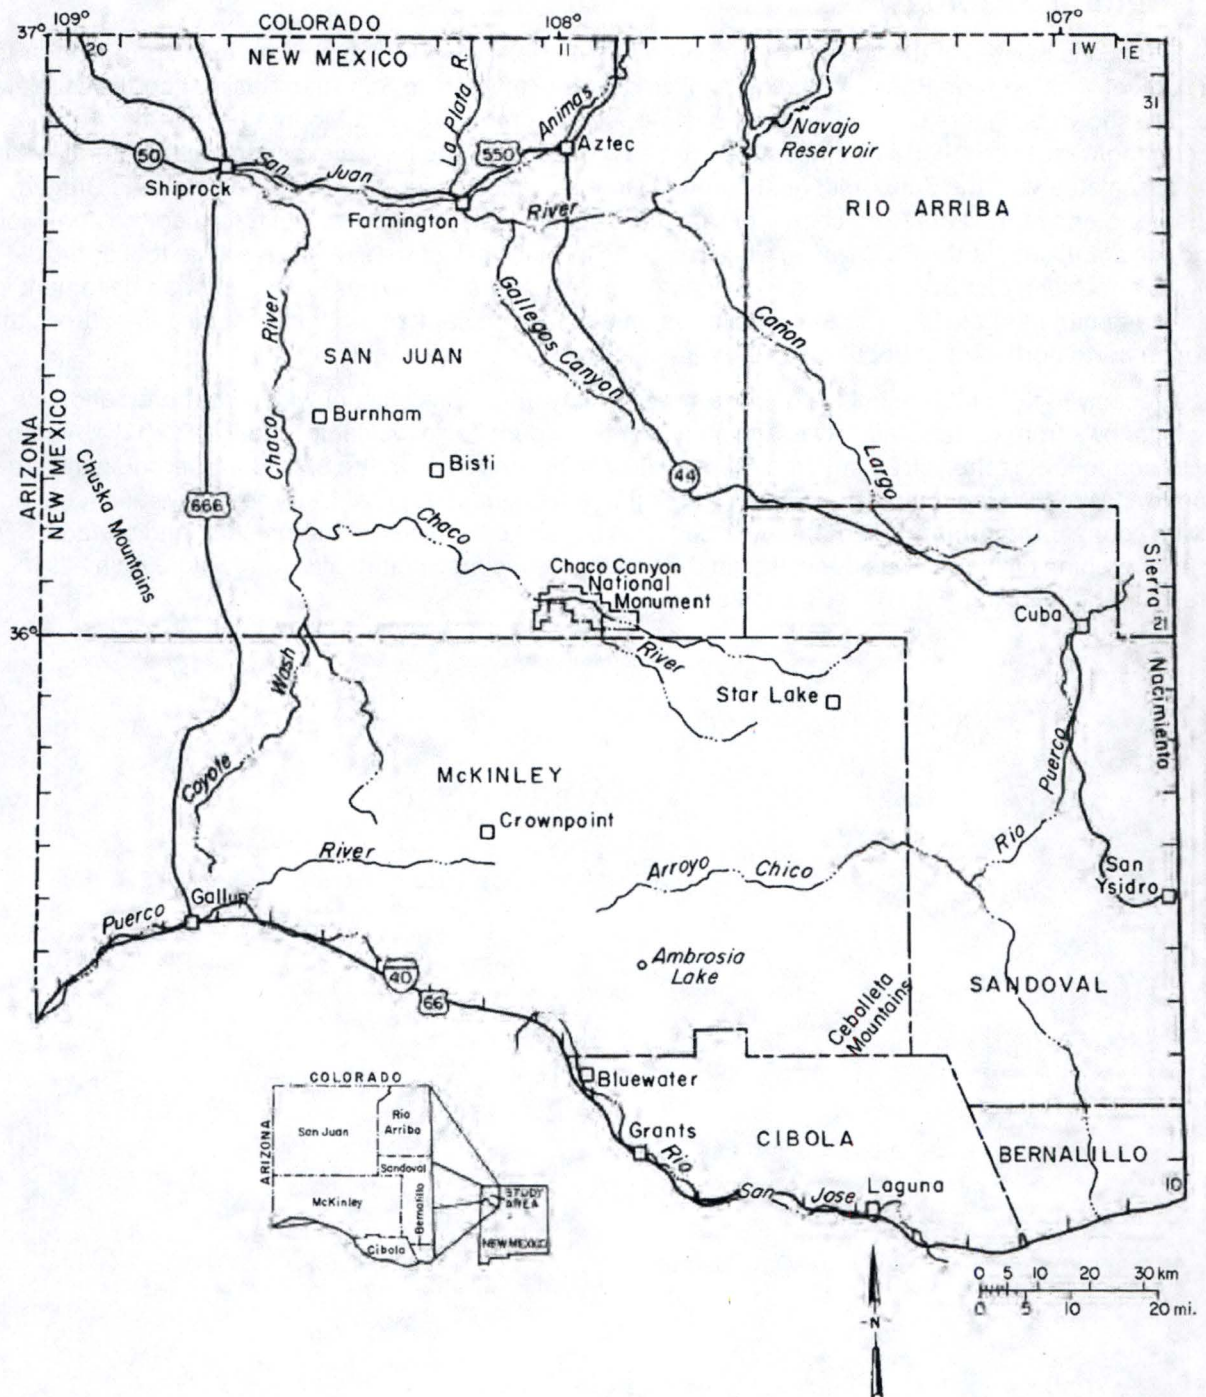 109°
COLORADO
108°
107°
37°
20
NEW MEXICO
11
1W
1E
La Plata R.
Animas
31
50
San
Juan
550
Aztec
Navajo
Reservoir
Shiprock
Farmington
River
RIO ARRIBA
River
Gallegos Canyon
Cañon
SAN JUAN
Burnham
Chaco
Bisti
Largo
44
ARIZONA
NEW MEXICO
Chuska Mountains
666
Chaco
Chaco Canyon
National
Monument
Sierra
Cuba
36°
21
Wash
River
Star Lake
Nacimiento
Puerco
Coyote
McKINLEY
Crownpoint
River
Arroyo
Chico
Rio
San
Ysidro
Gallup
Puerco
Ambrosia
Lake
40
66
SANDOVAL
Cebolleta
Mountains
Bluewater
Grants
CIBOLA
BERNALILLO
Rio
San
Jose
Laguna
10
COLORADO
ARIZONA
San Juan
Rio
Arriba
Sandoval
McKinley
Bernalillo
Cibola
STUDY
AREA
NEW MEXICO
0 5 10 20 30 km
0 5 10 20 mi.
N